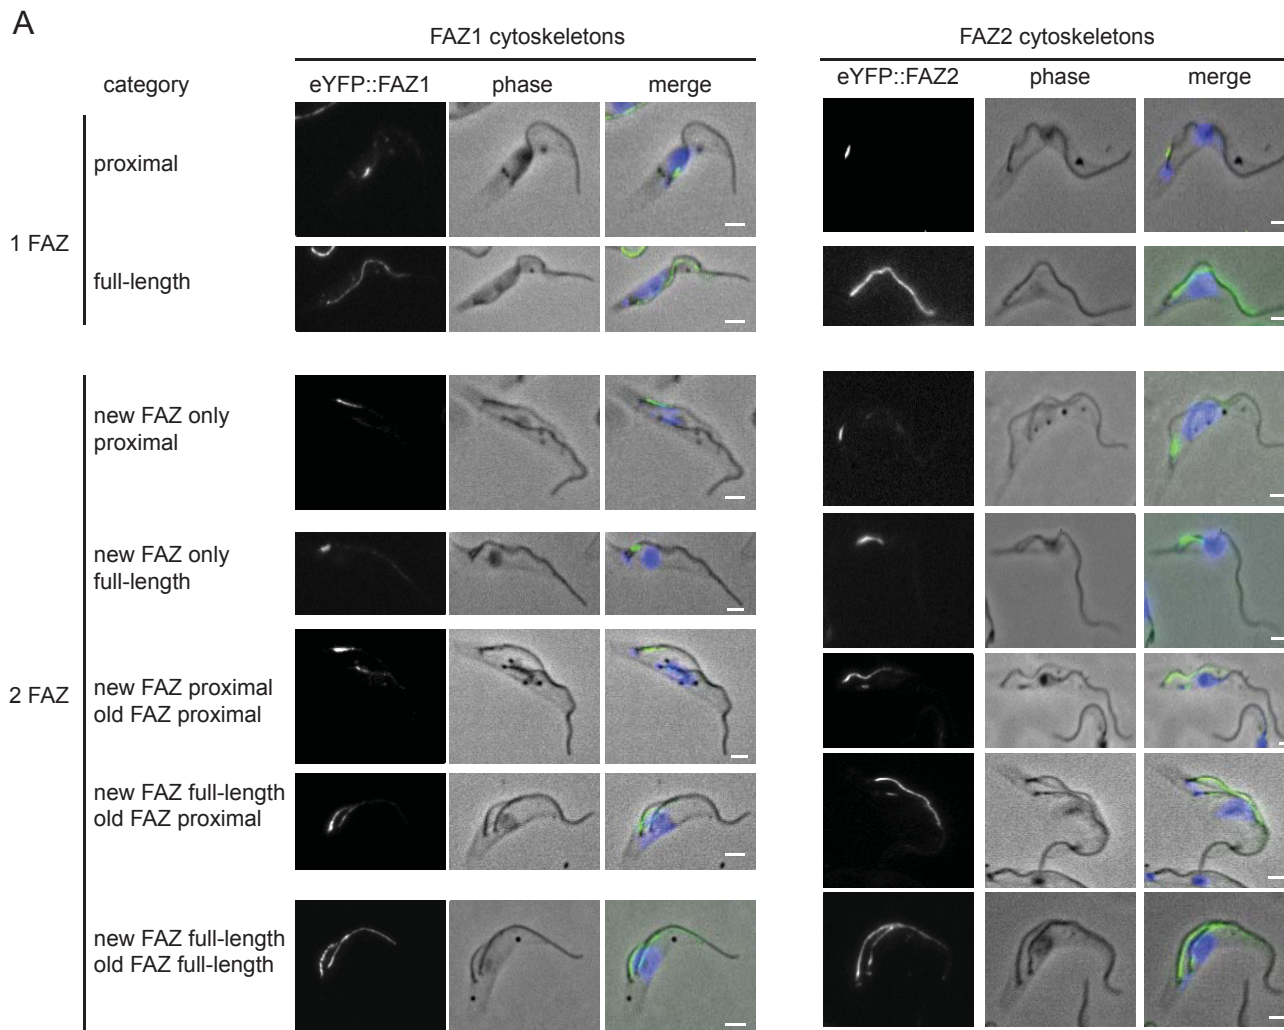 A
FAZ1 cytoskeletons
FAZ2 cytoskeletons
category
eYFP::FAZ1
phase
merge
eYFP::FAZ2
phase
merge
1 FAZ
proximal
full-length
2 FAZ
new FAZ only
proximal
new FAZ only
full-length
new FAZ proximal
old FAZ proximal
new FAZ full-length
old FAZ proximal
new FAZ full-length
old FAZ full-length